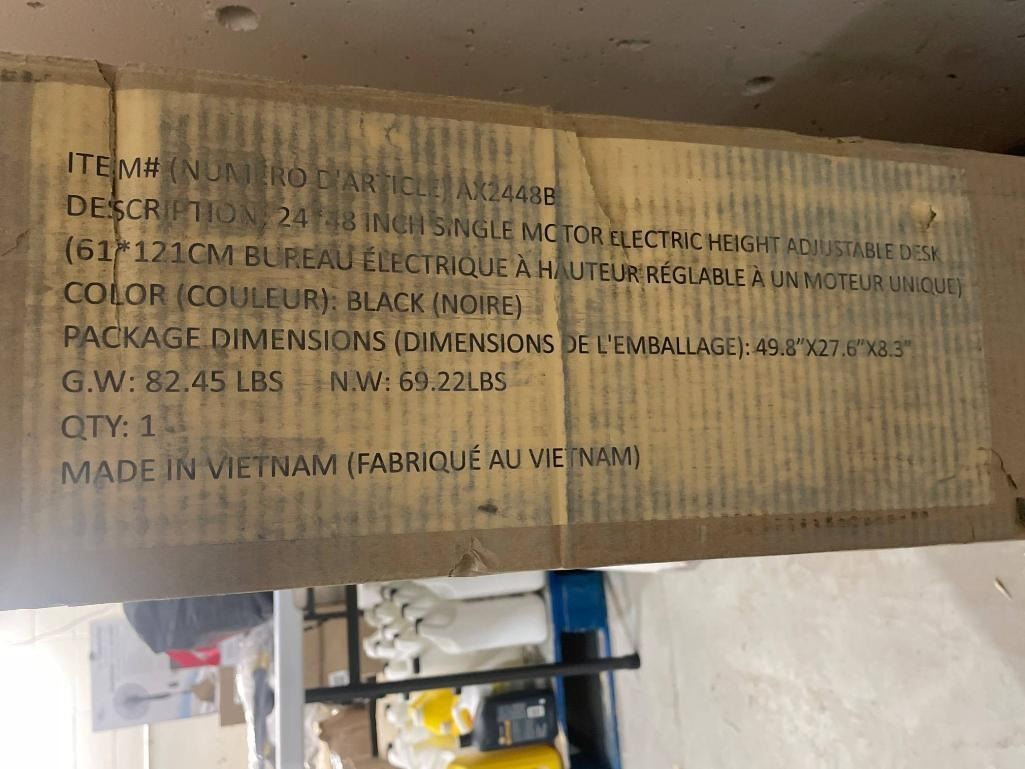 ITEM# (NUMÉRO D'ARTICLE) AX2448B
DESCRIPTION: 24*48 INCH SINGLE MOTOR ELECTRIC HEIGHT ADJUSTABLE DESK
(61*121CM BUREAU ÉLECTRIQUE À HAUTEUR RÉGLABLE À UN MOTEUR UNIQUE)
COLOR (COULEUR): BLACK (NOIRE)
PACKAGE DIMENSIONS (DIMENSIONS DE L'EMBALLAGE): 49.8"X27.6"X8.3"
G.W: 82.45 LBS N.W: 69.22LBS
QTY: 1
MADE IN VIETNAM (FABRIQUÉ AU VIETNAM)